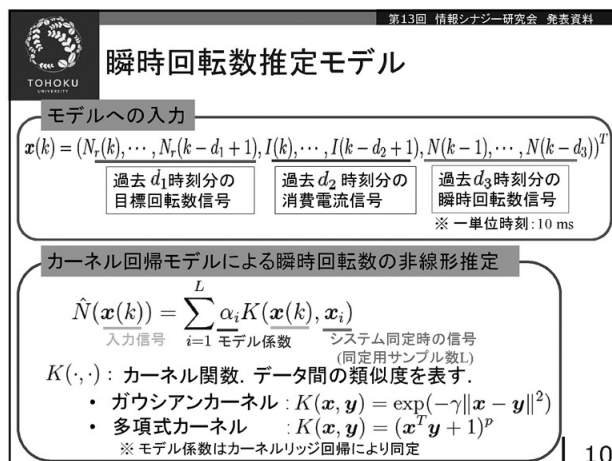 第13回 情報シナジー研究会 発表資料
TOHOKU
UNIVERSITY
瞬時回転数推定モデル
モデルへの入力
x(k) = (N_r(k), ⋯, N_r(k − d_1 + 1), I(k), ⋯, I(k − d_2 + 1), N(k − 1), ⋯, N(k − d_3))^T
過去 d_1 時刻分の 過去 d_2 時刻分の 過去 d_3 時刻分の
目標回転数信号 消費電流信号 瞬時回転数信号
※ 一単位時刻: 10 ms
カーネル回帰モデルによる瞬時回転数の非線形推定
N̂(x(k)) = ∑_{i=1}^{L} α_i K(x(k), x_i)
入力信号 モデル係数 システム同定時の信号
(同定用サンプル数L)
K(·,·) : カーネル関数. データ間の類似度を表す.
• ガウシアンカーネル : K(x, y) = exp(−γ‖x − y‖^2)
• 多項式カーネル : K(x, y) = (x^T y + 1)^p
※ モデル係数はカーネルリッジ回帰により同定
10